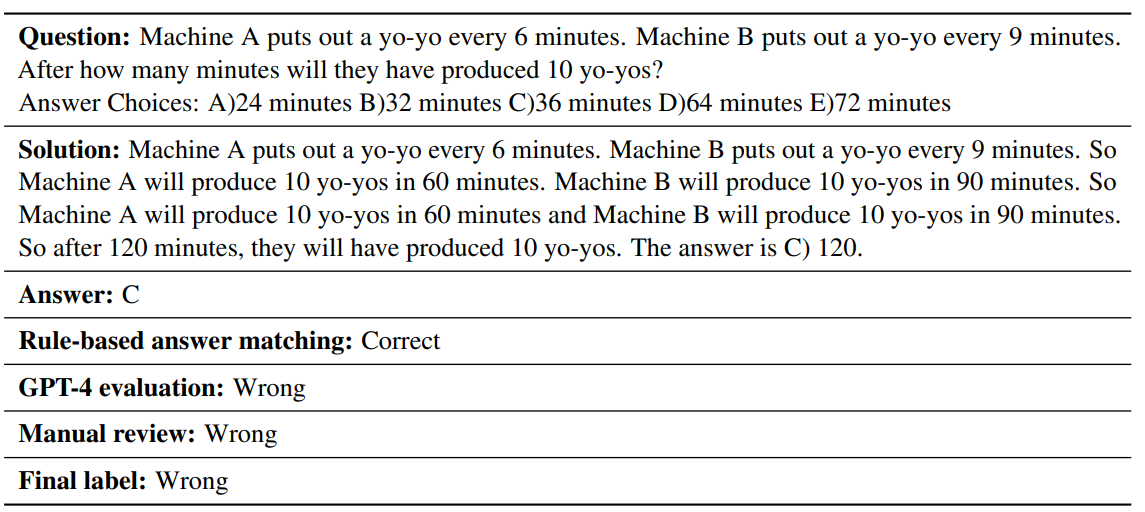 Question: Machine A puts out a yo-yo every 6 minutes. Machine B puts out a yo-yo every 9 minutes.
After how many minutes will they have produced 10 yo-yos?
Answer Choices: A)24 minutes B)32 minutes C)36 minutes D)64 minutes E)72 minutes
Solution: Machine A puts out a yo-yo every 6 minutes. Machine B puts out a yo-yo every 9 minutes. So
Machine A will produce 10 yo-yos in 60 minutes. Machine B will produce 10 yo-yos in 90 minutes. So
Machine A will produce 10 yo-yos in 60 minutes and Machine B will produce 10 yo-yos in 90 minutes.
So after 120 minutes, they will have produced 10 yo-yos. The answer is C) 120.
Answer: C
Rule-based answer matching: Correct
GPT-4 evaluation: Wrong
Manual review: Wrong
Final label: Wrong